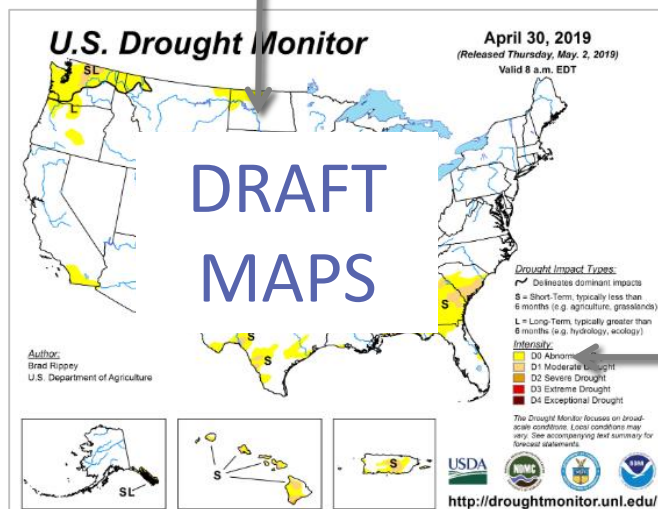 U.S. Drought Monitor
April 30, 2019
(Released Thursday, May. 2, 2019)
Valid 8 a.m. EDT
SL
L
DRAFT
MAPS
S
S
S
Drought Impact Types:
Delineates dominant impacts
S = Short-Term, typically less than
6 months (e.g. agriculture, grasslands)
L = Long-Term, typically greater than
6 months (e.g. hydrology, ecology)
Intensity:
D0 Abnorm
D1 Moderate Drought
D2 Severe Drought
D3 Extreme Drought
D4 Exceptional Drought
Author:
Brad Rippey
U.S. Department of Agriculture
The Drought Monitor focuses on broad-
scale conditions. Local conditions may
vary. See accompanying text summary for
forecast statements.
SL
S
S
USDA
NDMC
http://droughtmonitor.unl.edu/